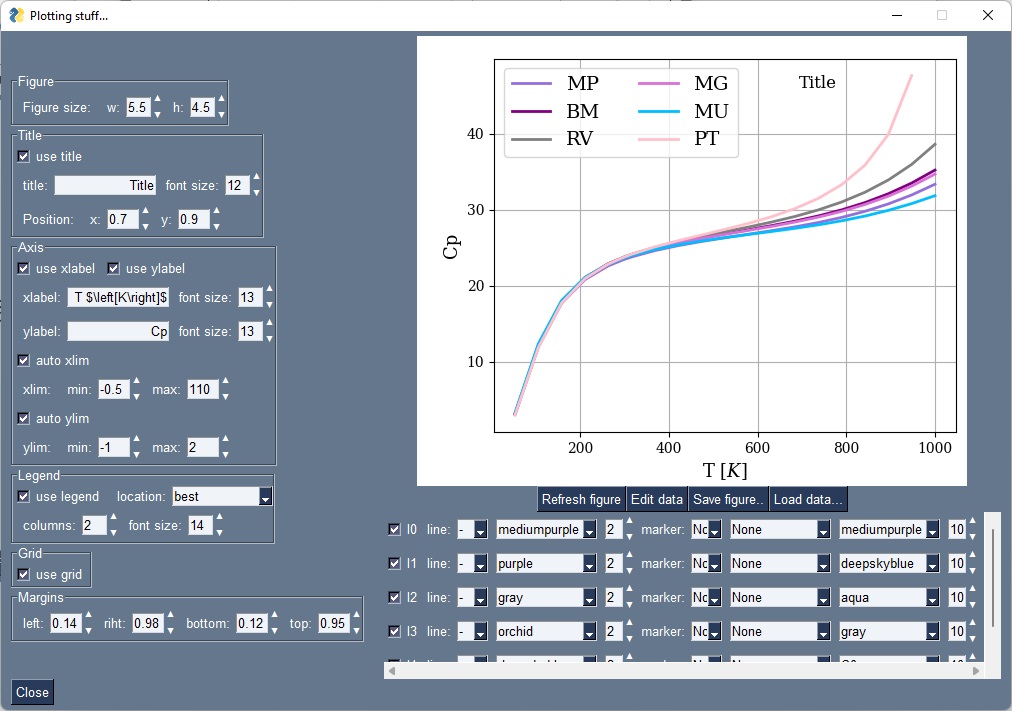 Plotting stuff...
Figure
Figure size: w: 5.5 h: 4.5
Title
use title
title: Title font size: 12
Position: x: 0.7 y: 0.9
Axis
use xlabel use ylabel
xlabel: T $\left[K\right]$ font size: 13
ylabel: Cp font size: 13
auto xlim
xlim: min: -0.5 max: 110
auto ylim
ylim: min: -1 max: 2
Legend
use legend location: best
columns: 2 font size: 14
Grid
use grid
Margins
left: 0.14 riht: 0.98 bottom: 0.12 top: 0.95
Close
MP MG Title
BM MU
RV PT
40
30
20
10
Cp
200 400 600 800 1000
T [K]
Refresh figure Edit data Save figure.. Load data...
l0 line: - mediumpurple 2 marker: Nc None mediumpurple 10
l1 line: - purple 2 marker: Nc None deepskyblue 10
l2 line: - gray 2 marker: Nc None aqua 10
l3 line: - orchid 2 marker: Nc None gray 10